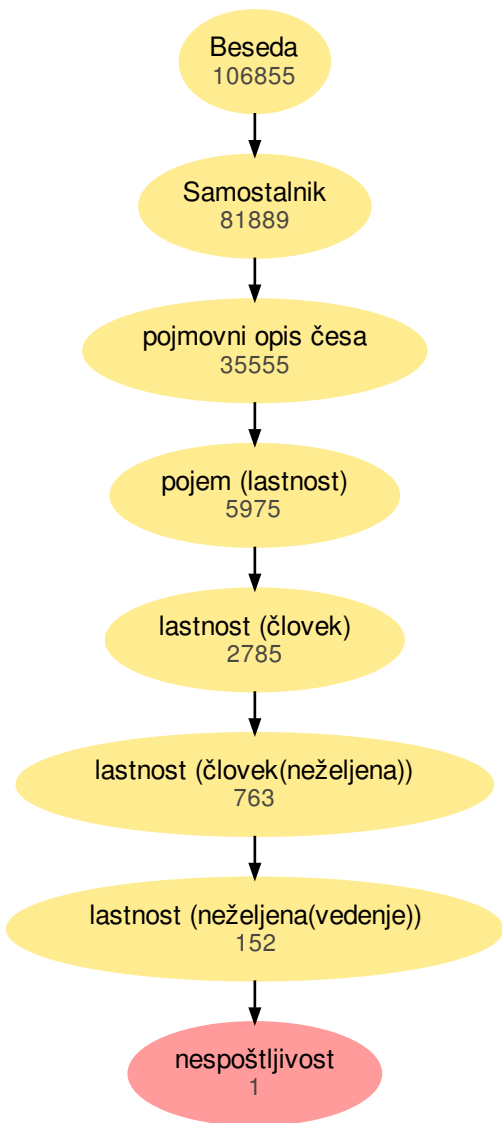 Beseda
106855
Samostalnik
81889
pojmovni opis česa
35555
pojem (lastnost)
5975
lastnost (človek)
2785
lastnost (človek(neželjena))
763
lastnost (neželjena(vedenje))
152
nespoštljivost
1